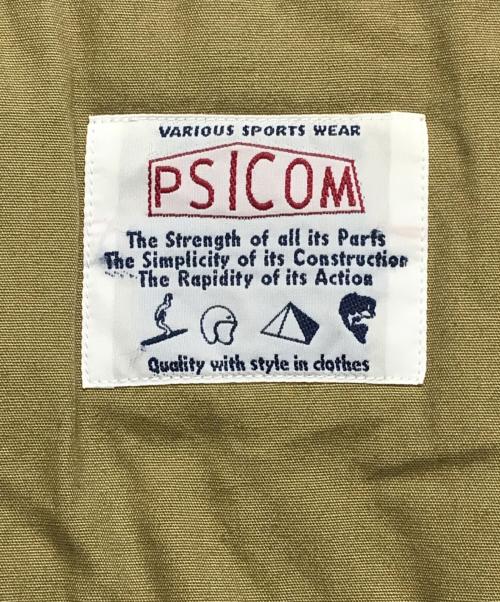 VARIOUS SPORTS WEAR
PSICOM
The Strength of all its Parts
The Simplicity of its Construction
The Rapidity of its Action
Quality with style in clothes